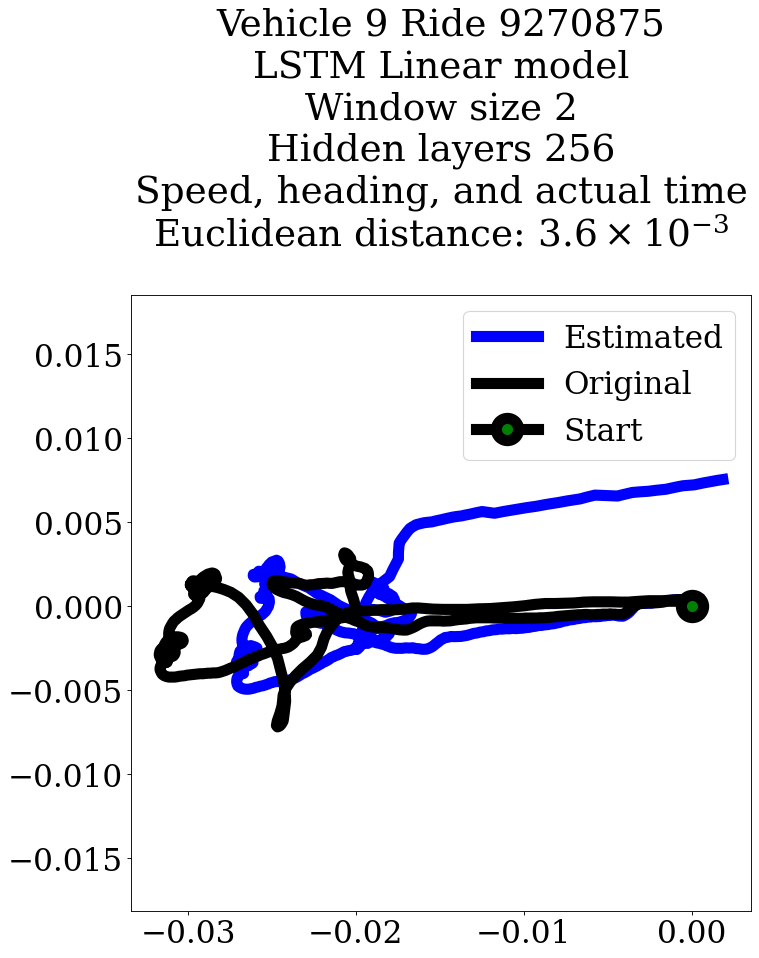 Vehicle 9 Ride 9270875
LSTM Linear model
Window size 2
Hidden layers 256
Speed, heading, and actual time
Euclidean distance: 3.6 × 10⁻³
Estimated
Original
Start
0.015
0.010
0.005
0.000
−0.005
−0.010
−0.015
−0.03 −0.02 −0.01 0.00